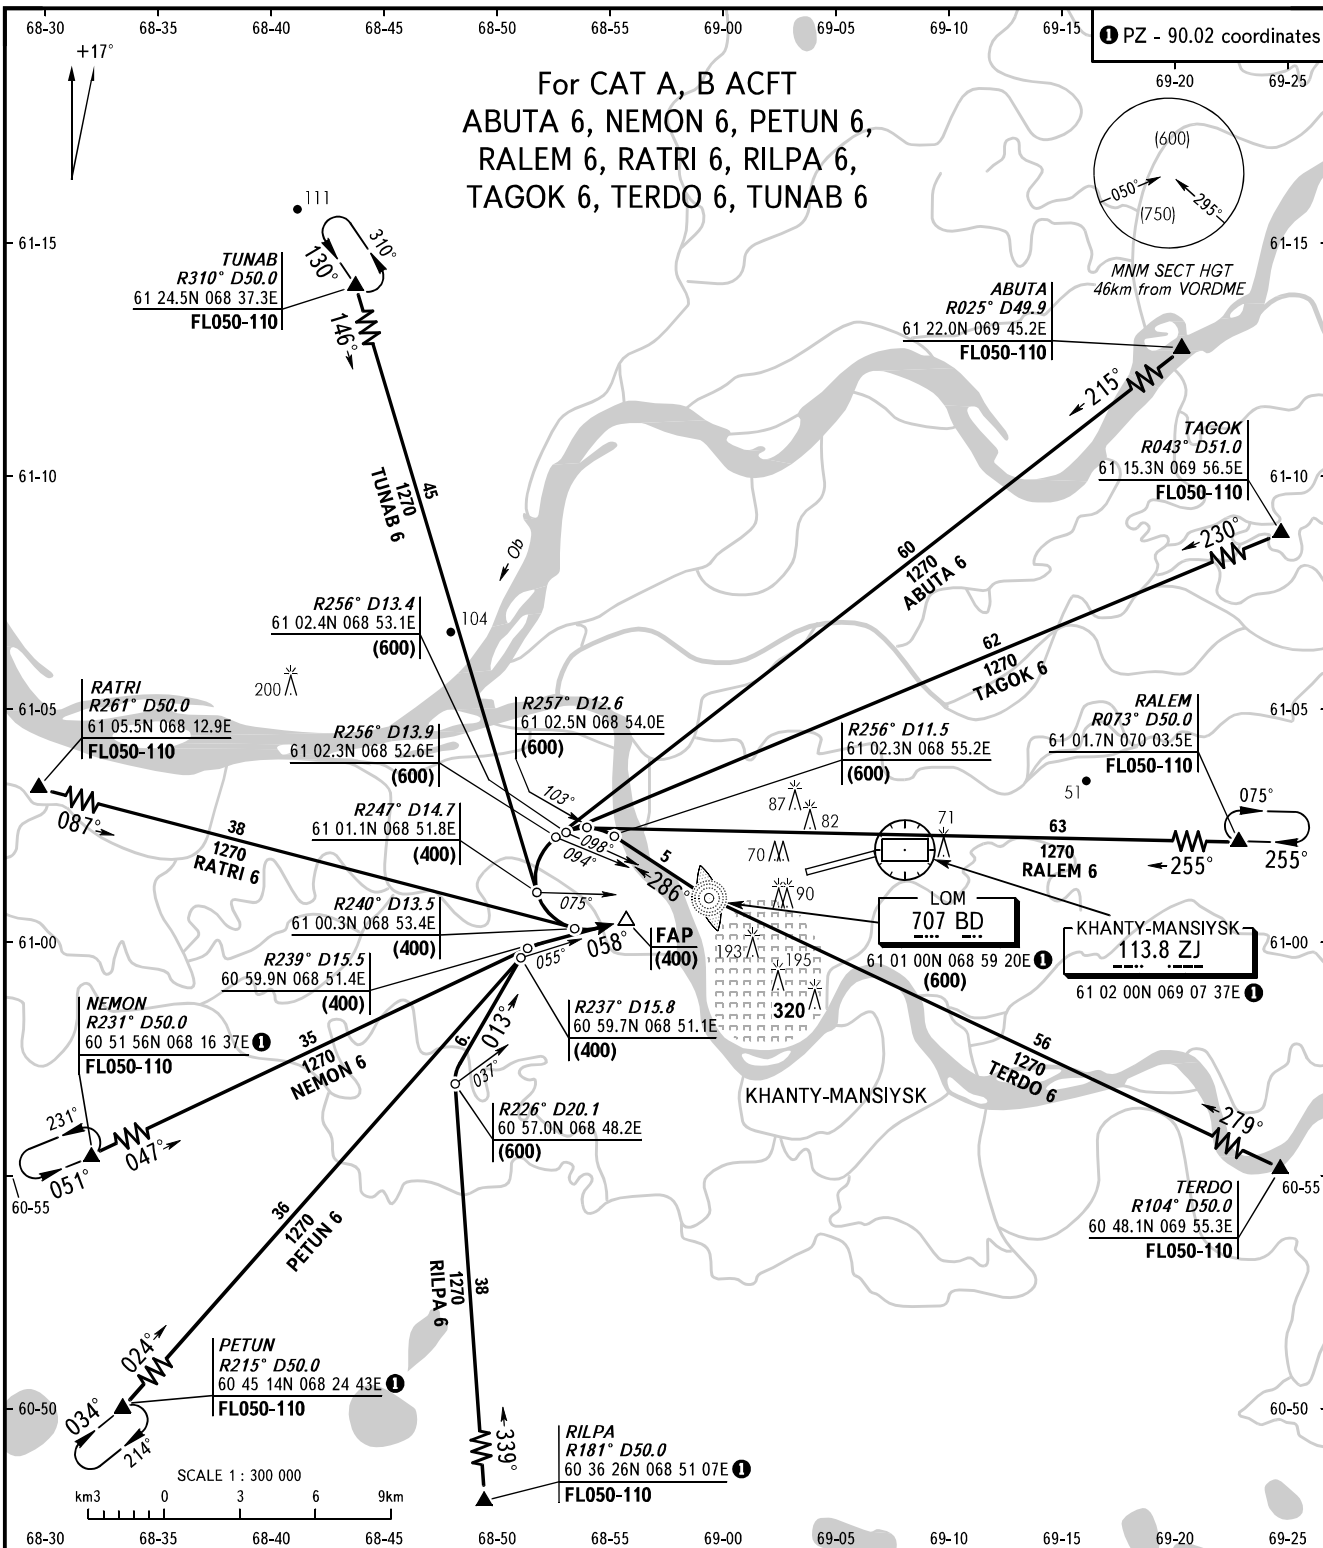 68-30 68-35 68-40 68-45 69-00 69-05 69-10 69-15
❶ PZ - 90.02 coordinates
69-20 69-25
+17°
For CAT A, B ACFT
ABUTA 6, NEMON 6, PETUN 6,
RALEM 6, RATRI 6, RILPA 6,
TAGOK 6, TERDO 6, TUNAB 6
(600)
050°
295°
(750)
MNM SECT HGT
46km from VORDME
111
61-15
61-15
TUNAB
R310° D50.0
61 24.5N 068 37.3E
FL050-110
130°
310°
146°
45
1270
TUNAB 6
ABUTA
R025° D49.9
61 22.0N 069 45.2E
FL050-110
215°
60
1270
ABUTA 6
TAGOK
R043° D51.0
61 15.3N 069 56.5E
FL050-110
230°
62
1270
TAGOK 6
61-10
61-10
Ob
R256° D13.4
61 02.4N 068 53.1E
(600)
104
200
RATRI
R261° D50.0
61 05.5N 068 12.9E
FL050-110
087°
38
1270
RATRI 6
61-05
61-05
R256° D13.9
61 02.3N 068 52.6E
(600)
R257° D12.6
61 02.5N 068 54.0E
(600)
R256° D11.5
61 02.3N 068 55.2E
(600)
RALEM
R073° D50.0
61 01.7N 070 03.5E
FL050-110
51
075°
255°
255°
63
1270
RALEM 6
R247° D14.7
61 01.1N 068 51.8E
(400)
103°
098°
094°
075°
5
286°
87
82
70
71
90
193
195
320
R240° D13.5
61 00.3N 068 53.4E
(400)
FAP
(400)
058°
055°
LOM
707 BD
61 01 00N 068 59 20E ❶
(600)
KHANTY-MANSIYSK
113.8 ZJ
61 02 00N 069 07 37E ❶
61-00
61-00
R239° D15.5
60 59.9N 068 51.4E
(400)
R237° D15.8
60 59.7N 068 51.1E
(400)
NEMON
R231° D50.0
60 51 56N 068 16 37E ❶
FL050-110
231°
051°
047°
35
1270
NEMON 6
6.
013°
037°
R226° D20.1
60 57.0N 068 48.2E
(600)
KHANTY-MANSIYSK
56
1270
TERDO 6
279°
60-55
60-55
TERDO
R104° D50.0
60 48.1N 069 55.3E
FL050-110
36
1270
PETUN 6
38
1270
RILPA 6
024°
034°
214°
PETUN
R215° D50.0
60 45 14N 068 24 43E ❶
FL050-110
60-50
60-50
339°
RILPA
R181° D50.0
60 36 26N 068 51 07E ❶
FL050-110
SCALE 1 : 300 000
km3 0 3 6 9km
68-30 68-35 68-40 68-45 68-50 68-55 69-00 69-05 69-10 69-15 69-20 69-25